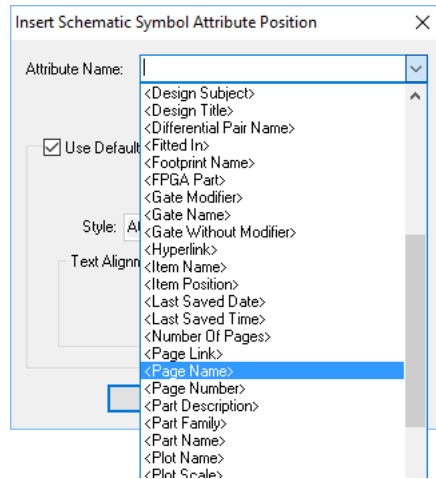 Insert Schematic Symbol Attribute Position
Attribute Name:
<Design Subject>
<Design Title>
<Differential Pair Name>
<Fitted In>
Use Default
<Footprint Name>
<FPGA Part>
<Gate Modifier>
<Gate Name>
Style:
<Gate Without Modifier>
<Hyperlink>
Text Alignm
<Item Name>
<Item Position>
<Last Saved Date>
<Last Saved Time>
<Number Of Pages>
<Page Link>
<Page Name>
<Page Number>
<Part Description>
<Part Family>
<Part Name>
<Plot Name>
<Plot Scale>